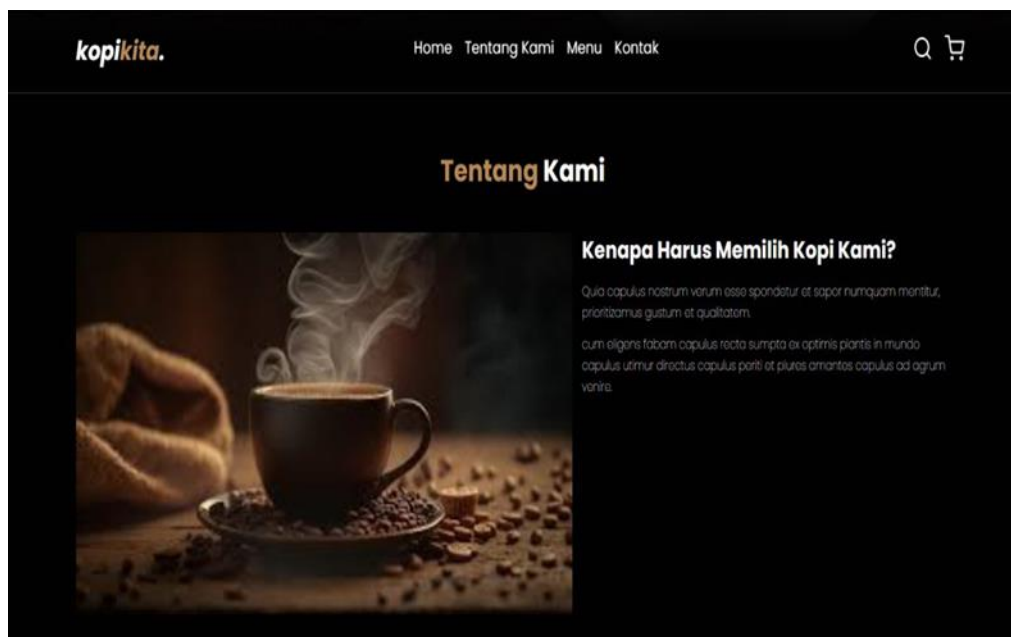 kopikita.
Home Tentang Kami Menu Kontak
Tentang Kami
Kenapa Harus Memilih Kopi Kami?
Quia capulus nostrum verum esse spondetur et sapor numquam mentitur,
prioritizamus gustum et qualitatem.
cum eligens fabam capulus recta sumpta ex optimis plantis in mundo
capulus utimur directus capulus periti et plures amantes capulus ad agrum
venire.